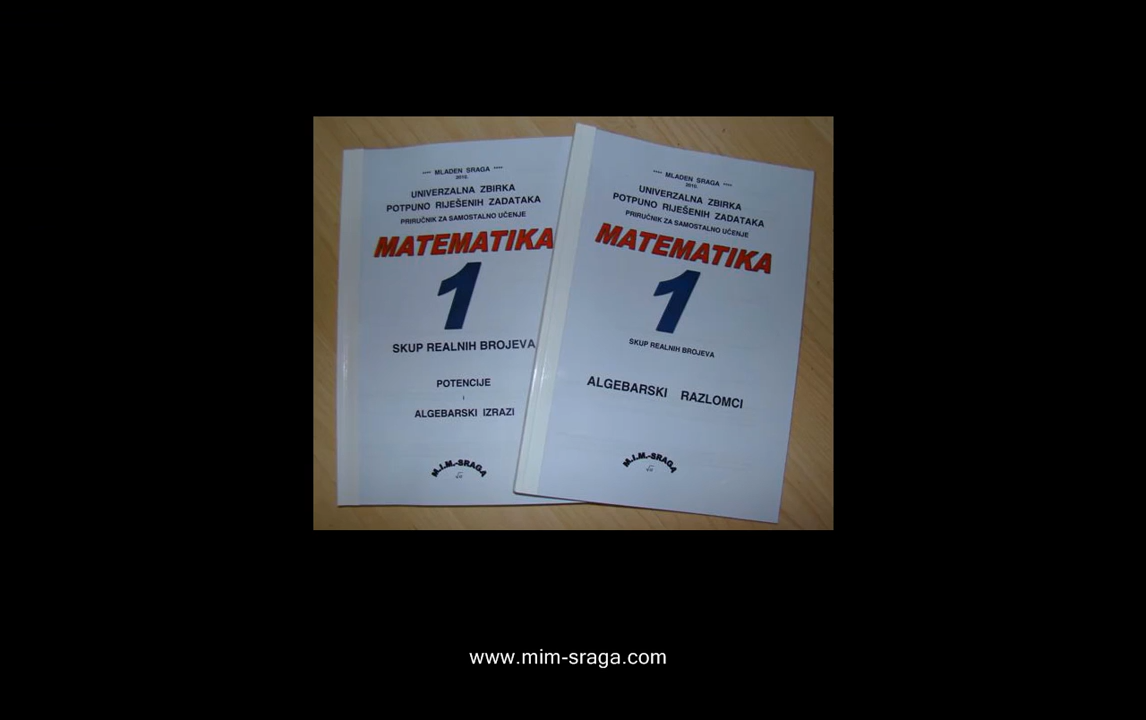 **** MLADEN SRAGA ****
2010.
UNIVERZALNA ZBIRKA
POTPUNO RIJEŠENIH ZADATAKA
PRIRUČNIK ZA SAMOSTALNO UČENJE
MATEMATIKA
1
SKUP REALNIH BROJEVA
POTENCIJE
I
ALGEBARSKI IZRAZI
M.I.M.-SRAGA
**** MLADEN SRAGA ****
2010.
UNIVERZALNA ZBIRKA
POTPUNO RIJEŠENIH ZADATAKA
PRIRUČNIK ZA SAMOSTALNO UČENJE
MATEMATIKA
1
SKUP REALNIH BROJEVA
ALGEBARSKI RAZLOMCI
M.I.M.-SRAGA
www.mim-sraga.com